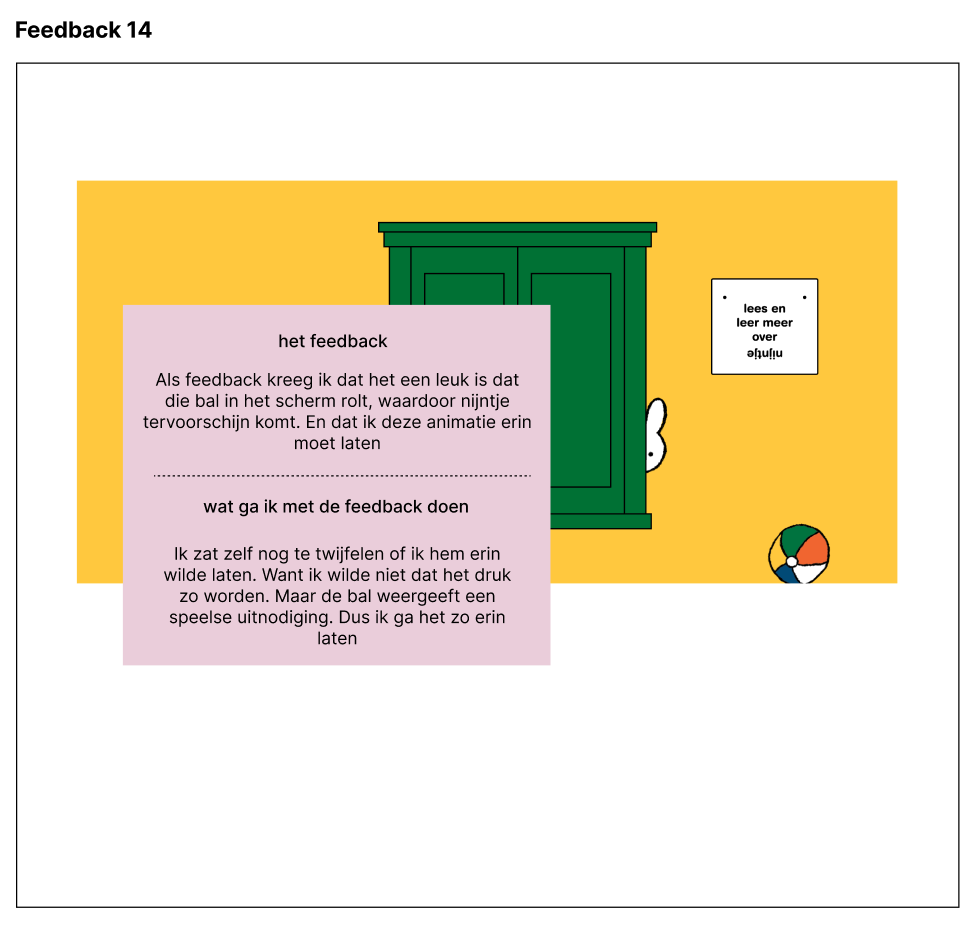 Feedback 14
lees en
leer meer
over
nijntje
het feedback
Als feedback kreeg ik dat het een leuk is dat
die bal in het scherm rolt, waardoor nijntje
tervoorschijn komt. En dat ik deze animatie erin
moet laten
wat ga ik met de feedback doen
Ik zat zelf nog te twijfelen of ik hem erin
wilde laten. Want ik wilde niet dat het druk
zo worden. Maar de bal weergeeft een
speelse uitnodiging. Dus ik ga het zo erin
laten